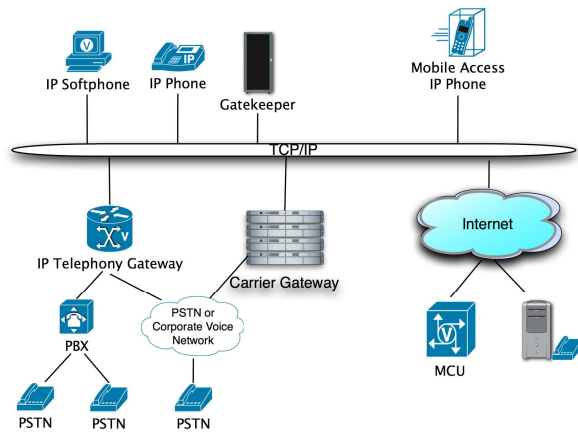 V
IP
IP Softphone
IP Phone
Gatekeeper
Mobile Access
IP Phone
TCP/IP
V
IP Telephony Gateway
Carrier Gateway
Internet
PSTN or
Corporate Voice
Network
PBX
V
MCU
PSTN
PSTN
PSTN